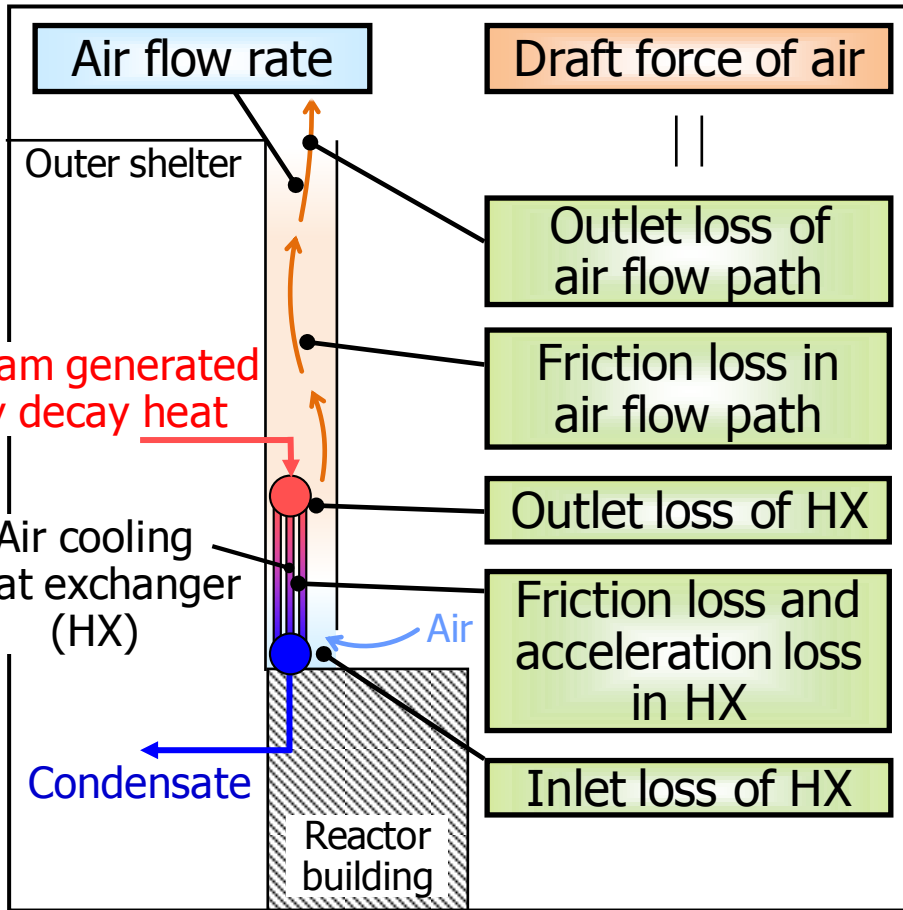 Air flow rate
Draft force of air
||
Outer shelter
Outlet loss of
air flow path
Friction loss in
air flow path
am generated
decay heat
Outlet loss of HX
Air cooling
at exchanger
(HX)
Friction loss and
acceleration loss
in HX
Air
Condensate
Inlet loss of HX
Reactor
building